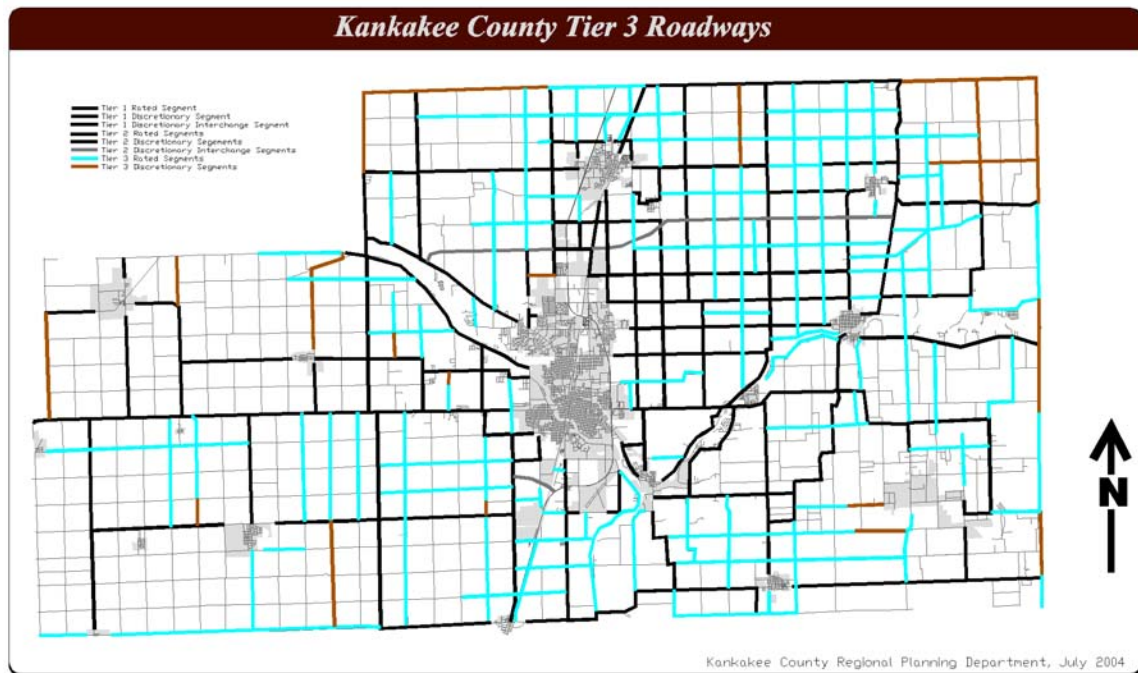 Kankakee County Tier 3 Roadways
Tier 1 Rated Segment
Tier 1 Discretionary Segment
Tier 1 Discretionary Interchange Segment
Tier 2 Rated Segments
Tier 2 Discretionary Segements
Tier 2 Discretionary Interchange Segments
Tier 3 Rated Segments
Tier 3 Discretionary Segments
N
Kankakee County Regional Planning Department, July 2004